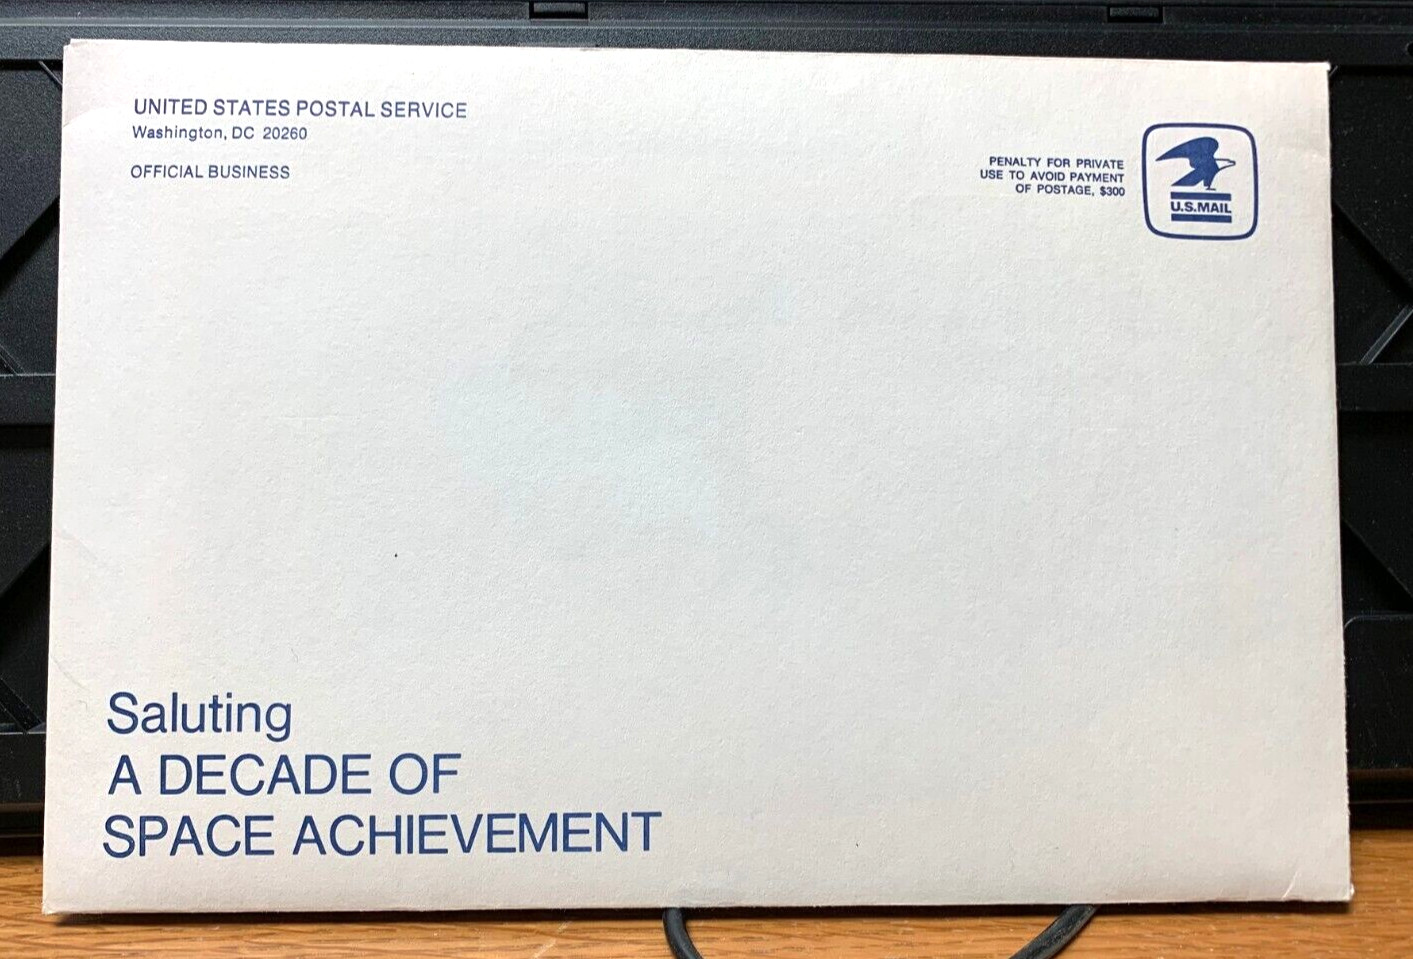 UNITED STATES POSTAL SERVICE
Washington, DC 20260
OFFICIAL BUSINESS
PENALTY FOR PRIVATE
USE TO AVOID PAYMENT
OF POSTAGE, $300
U.S.MAIL
Saluting
A DECADE OF
SPACE ACHIEVEMENT